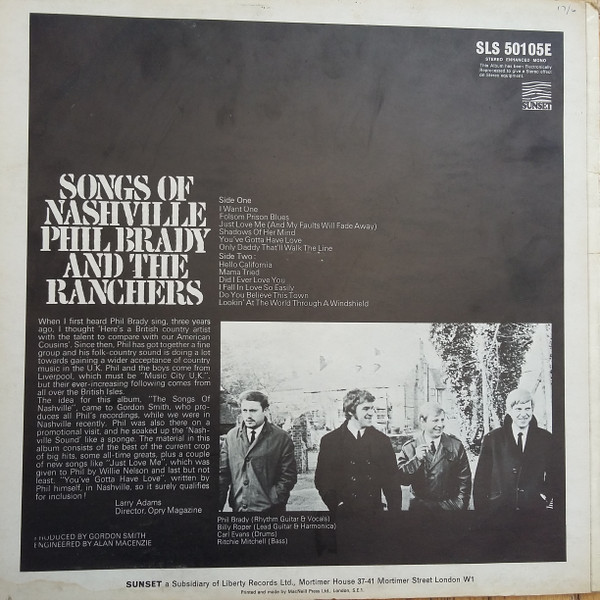 17/-
SLS 50105E
STEREO ENHANCED MONO
This Album has been Electronically
Reprocessed to give a Stereo effect
on Stereo equipment
SUNSET
SONGS OF
NASHVILLE
PHIL BRADY
AND THE
RANCHERS
Side One
I Want One
Folsom Prison Blues
Just Love Me (And My Faults Will Fade Away)
Shadows Of Her Mind
You've Gotta Have Love
Only Daddy That'll Walk The Line
Side Two:
Hello California
Mama Tried
Did I Ever Love You
I Fall In Love So Easily
Do You Believe This Town
Lookin' At The World Through A Windshield
When I first heard Phil Brady sing, three years
ago, I thought 'Here's a British country artist
with the talent to compare with our American
Cousins'. Since then, Phil has got together a fine
group and his folk-country sound is doing a lot
towards gaining a wider acceptance of country
music in the U.K. Phil and the boys come from
Liverpool, which must be "Music City U.K.",
but their ever-increasing following comes from
all over the British Isles.
The idea for this album, "The Songs Of
Nashville", came to Gordon Smith, who pro-
duces all Phil's recordings, while we were in
Nashville recently. Phil was also there on a
promotional visit, and he soaked up the 'Nash-
ville Sound' like a sponge. The material in this
album consists of the best of the current crop
of big hits, some all-time greats, plus a couple
of new songs like "Just Love Me", which was
given to Phil by Willie Nelson and last but not
least, "You've Gotta Have Love", written by
Phil himself, in Nashville, so it surely qualifies
for inclusion!
Larry Adams
Director, Opry Magazine
PRODUCED BY GORDON SMITH
ENGINEERED BY ALAN MACENZIE
Phil Brady (Rhythm Guitar & Vocals)
Billy Roper (Lead Guitar & Harmonica)
Carl Evans (Drums)
Ritchie Mitchell (Bass)
SUNSET a Subsidiary of Liberty Records Ltd., Mortimer House 37-41 Mortimer Street London W1
Printed and made by MacNeill Press Ltd., London, S.E.1.